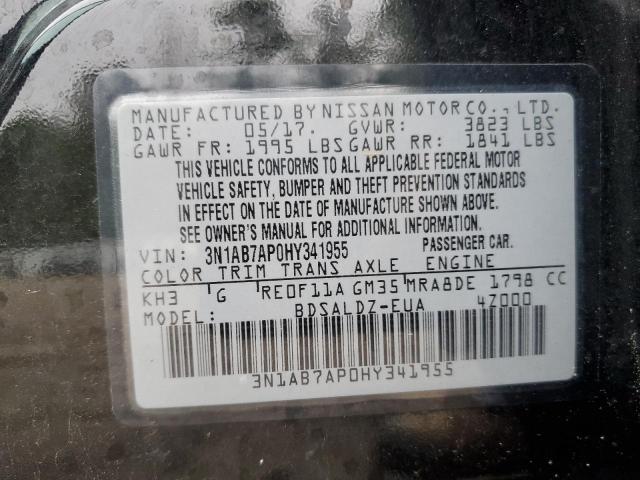 MANUFACTURED BY NISSAN MOTOR CO., LTD.
DATE: 05/17. GVWR: 3823 LBS
GAWR FR: 1995 LBS GAWR RR: 1841 LBS
THIS VEHICLE CONFORMS TO ALL APPLICABLE FEDERAL MOTOR
VEHICLE SAFETY, BUMPER AND THEFT PREVENTION STANDARDS
IN EFFECT ON THE DATE OF MANUFACTURE SHOWN ABOVE.
SEE OWNER'S MANUAL FOR ADDITIONAL INFORMATION.
VIN: 3N1AB7AP0HY341955 PASSENGER CAR.
COLOR TRIM TRANS AXLE ENGINE
KH3 G RE0F11A GM35 MRA8DE 1798 CC
MODEL: BDSALDZ-EUA 4Z000
3N1AB7AP0HY341955